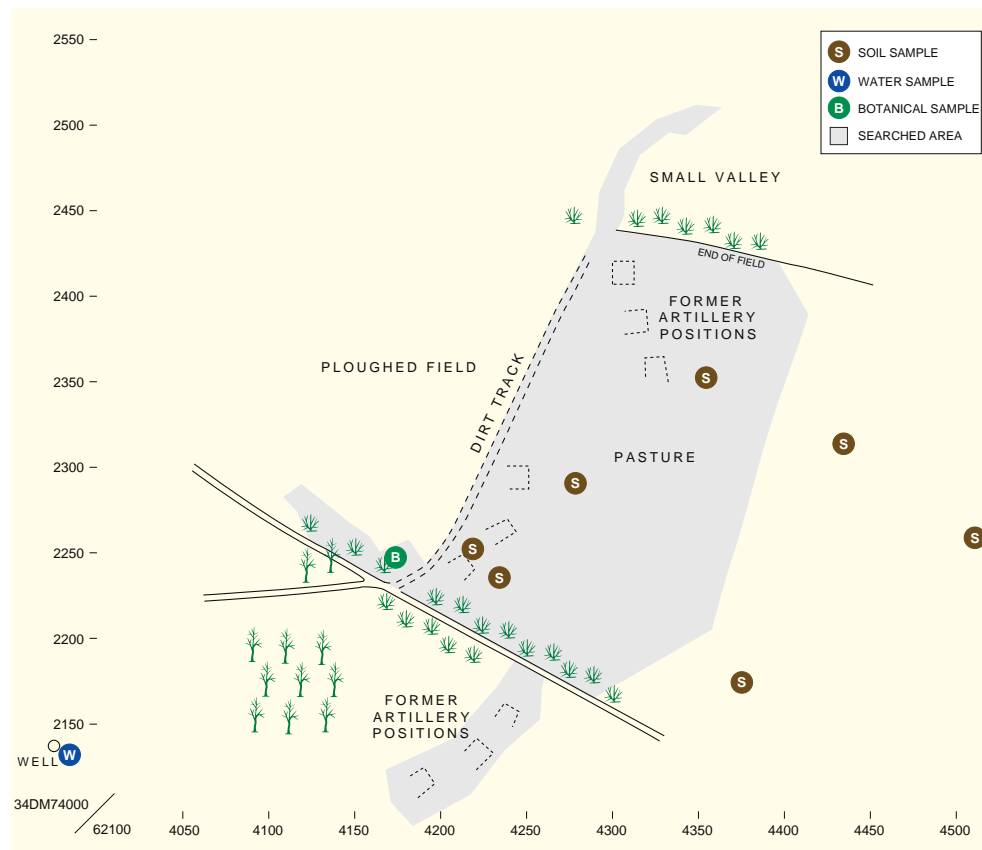 2550
S SOIL SAMPLE
W WATER SAMPLE
B BOTANICAL SAMPLE
SEARCHED AREA
2500
SMALL VALLEY
2450
END OF FIELD
2400
FORMER
ARTILLERY
POSITIONS
PLOUGHED FIELD
DIRT TRACK
2350
S
S
PASTURE
2300
S
S
2250
B
S
S
2200
S
FORMER
ARTILLERY
POSITIONS
2150
WELL
W
34DM74000
62100
4050
4100
4150
4200
4250
4300
4350
4400
4450
4500